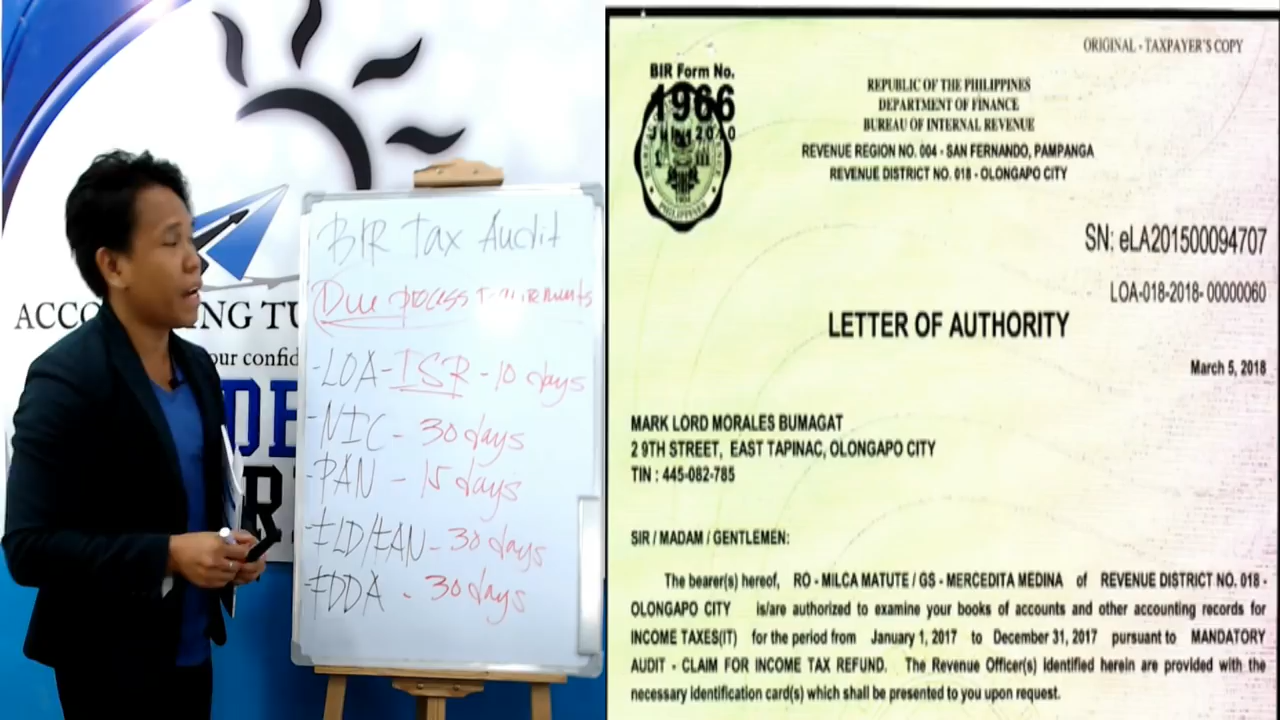 ACCO NG TU
our confid
DE
R
BIR Tax Audit
Due process requirements
-LOA-ISR-10 days
-NIC- 30 days
-PAN - 15 days
-FLD/FAN- 30 days
-FDDA - 30 days
ORIGINAL - TAXPAYER'S COPY
BIR Form No.
1966
REPUBLIC OF THE PHILIPPINES
DEPARTMENT OF FINANCE
BUREAU OF INTERNAL REVENUE
REVENUE REGION NO. 004 - SAN FERNANDO, PAMPANGA
REVENUE DISTRICT NO. 018 - OLONGAPO CITY
SN: eLA201500094707
LOA-018-2018- 00000060
LETTER OF AUTHORITY
March 5, 2018
MARK LORD MORALES BUMAGAT
2 9TH STREET, EAST TAPINAC, OLONGAPO CITY
TIN : 445-082-785
SIR / MADAM / GENTLEMEN:
The bearer(s) hereof, RO - MILCA MATUTE / GS - MERCEDITA MEDINA of REVENUE DISTRICT NO. 018 -
OLONGAPO CITY is/are authorized to examine your books of accounts and other accounting records for
INCOME TAXES(IT) for the period from January 1, 2017 to December 31, 2017 pursuant to MANDATORY
AUDIT - CLAIM FOR INCOME TAX REFUND. The Revenue Officer(s) identified herein are provided with the
necessary identification card(s) which shall be presented to you upon request.